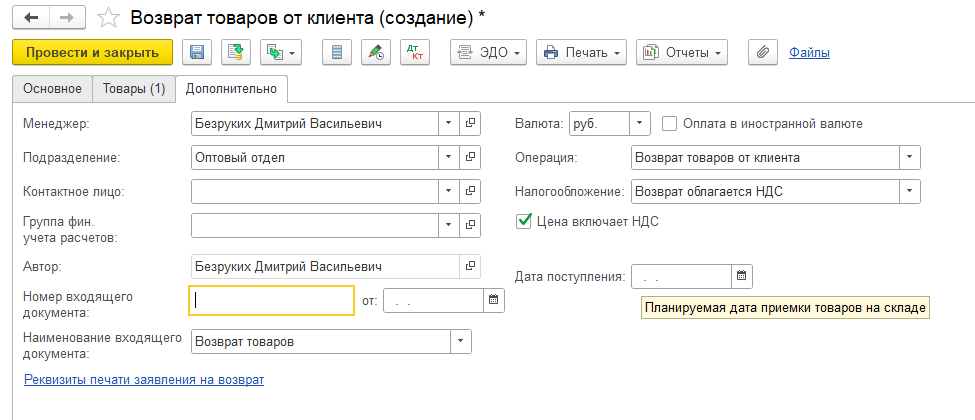 Возврат товаров от клиента (создание) *
Провести и закрыть
Дт
Кт
ЭДО
Печать
Отчеты
Файлы
Основное
Товары (1)
Дополнительно
Менеджер:
Безруких Дмитрий Васильевич
Валюта:
руб.
Оплата в иностранной валюте
Подразделение:
Оптовый отдел
Операция:
Возврат товаров от клиента
Контактное лицо:
Налогообложение:
Возврат облагается НДС
Группа фин.
учета расчетов:
Цена включает НДС
Автор:
Безруких Дмитрий Васильевич
Дата поступления:
. .
Номер входящего
документа:
от:
. .
Планируемая дата приемки товаров на складе
Наименование входящего
документа:
Возврат товаров
Реквизиты печати заявления на возврат